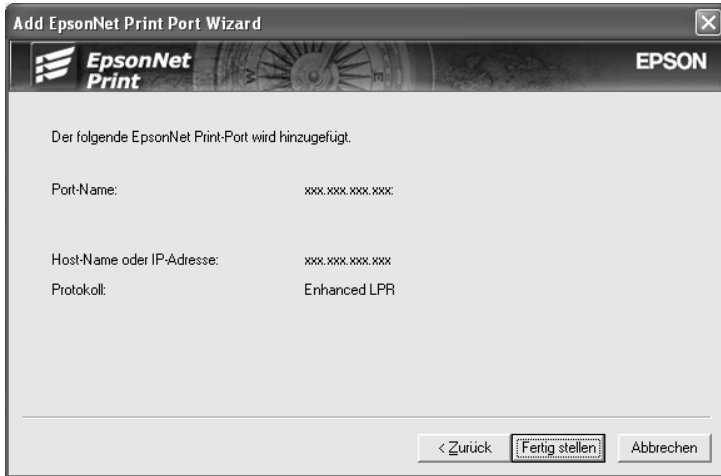 Add EpsonNet Print Port Wizard
EpsonNet
Print
EPSON
W
E
Der folgende EpsonNet Print-Port wird hinzugefügt.
Port-Name: xxx.xxx.xxx.xxx:
Host-Name oder IP-Adresse: xxx.xxx.xxx.xxx
Protokoll: Enhanced LPR
< Zurück Fertig stellen Abbrechen